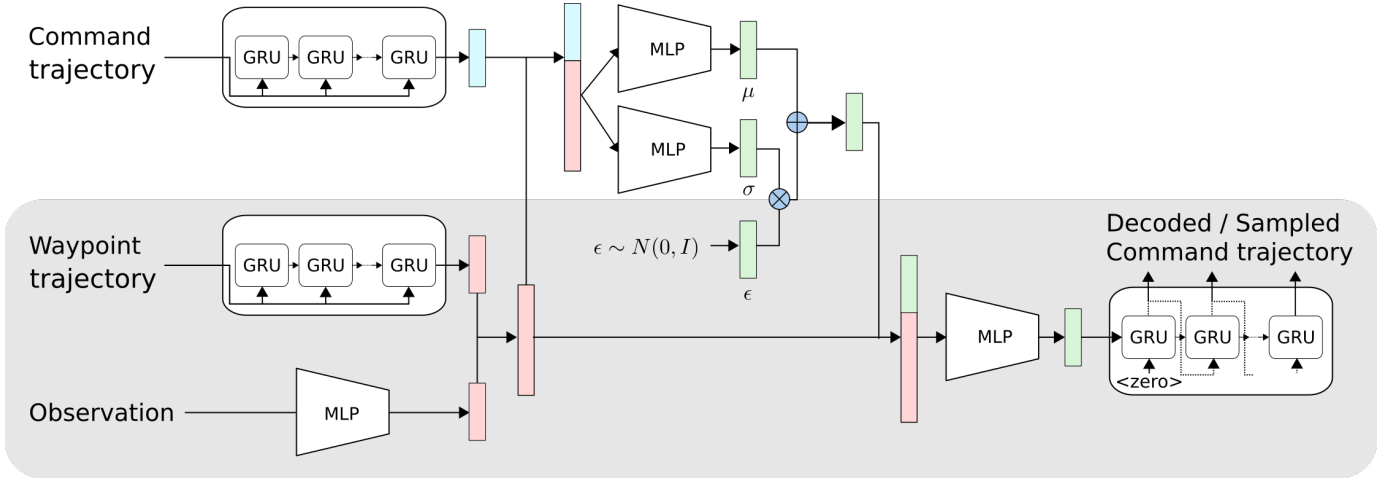 Command
trajectory
GRU GRU GRU
MLP
μ
MLP
σ
Waypoint
trajectory
GRU GRU GRU
ϵ ∼ N(0, I)
ϵ
Observation
MLP
MLP
Decoded / Sampled
Command trajectory
GRU GRU GRU
<zero>